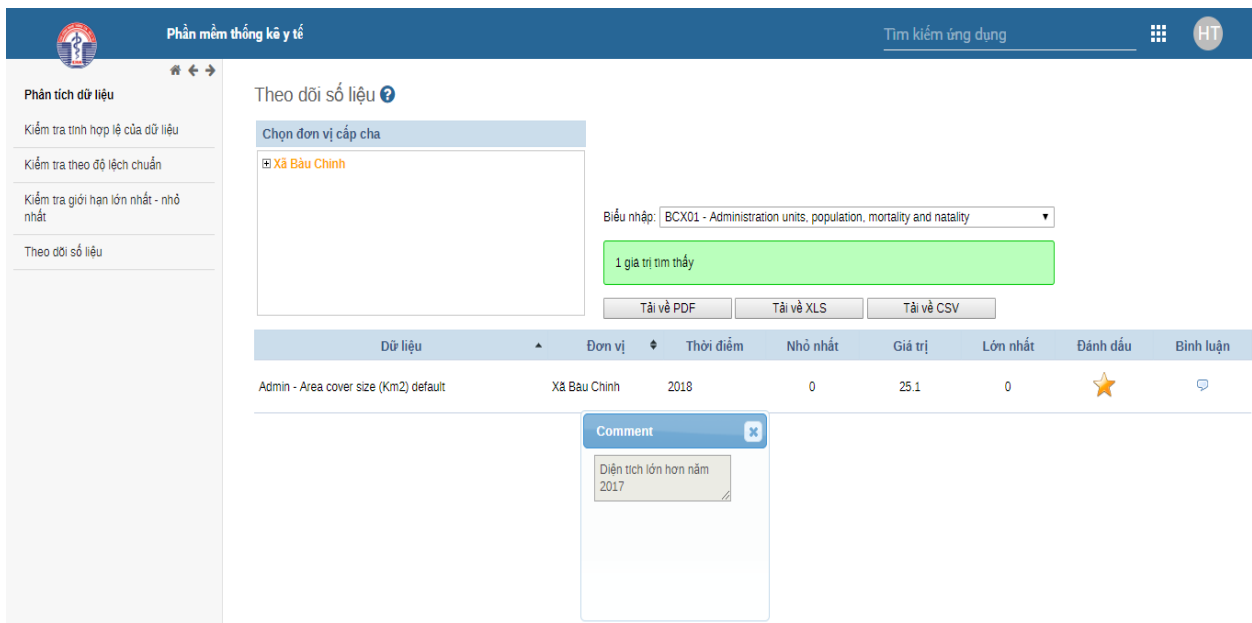 Phần mềm thống kê y tế
Tìm kiếm ứng dụng
HT
Phân tích dữ liệu
Kiểm tra tính hợp lệ của dữ liệu
Kiểm tra theo độ lệch chuẩn
Kiểm tra giới hạn lớn nhất - nhỏ
nhất
Theo dõi số liệu
Theo dõi số liệu
Chọn đơn vị cấp cha
Xã Bàu Chinh
Biểu nhập: BCX01 - Administration units, population, mortality and natality
1 giá trị tìm thấy
Tải về PDF Tải về XLS Tải về CSV
Dữ liệu Đơn vị Thời điểm Nhỏ nhất Giá trị Lớn nhất Đánh dấu Bình luận
Admin - Area cover size (Km2) default Xã Bàu Chinh 2018 0 25.1 0
Comment
Diện tích lớn hơn năm
2017